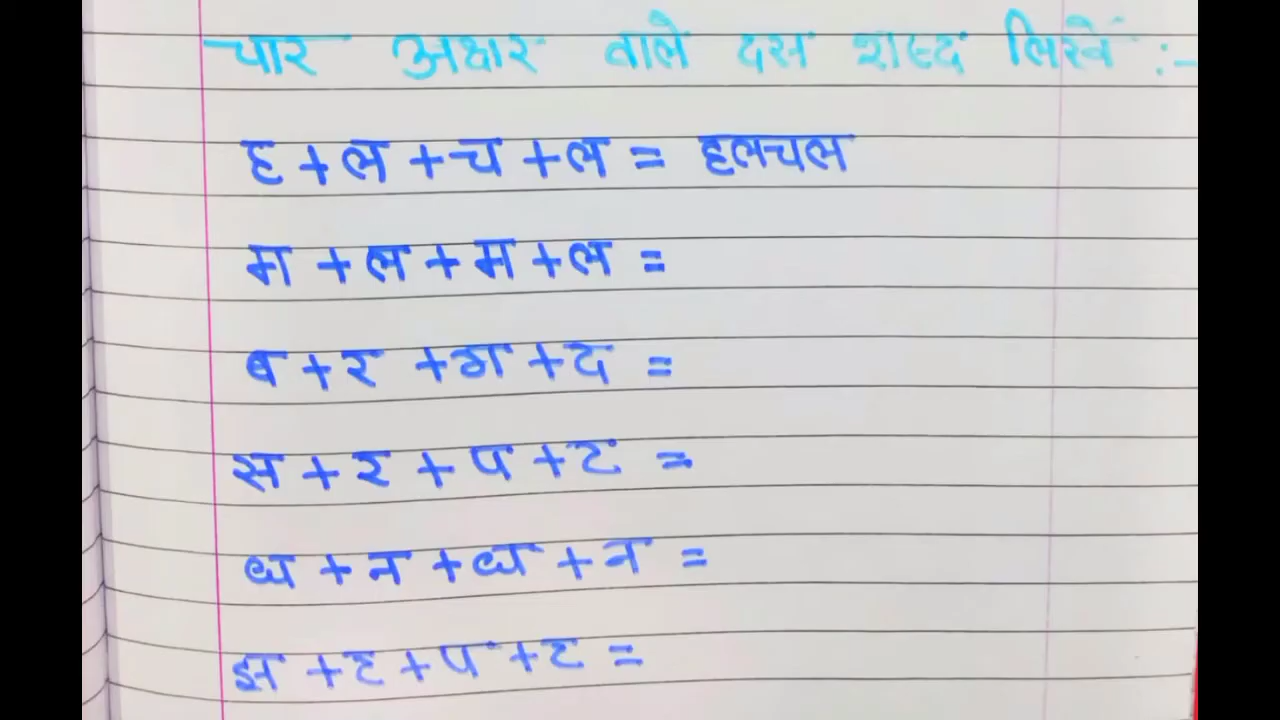 चार अक्षर वाले दस शब्द लिखें :-
ह + ल + च + ल = हलचल
म + ल + म + ल =
ब + र + ग + द =
स + र + प + ट =
ध + न + ध + न =
झ + ट + प + ट =